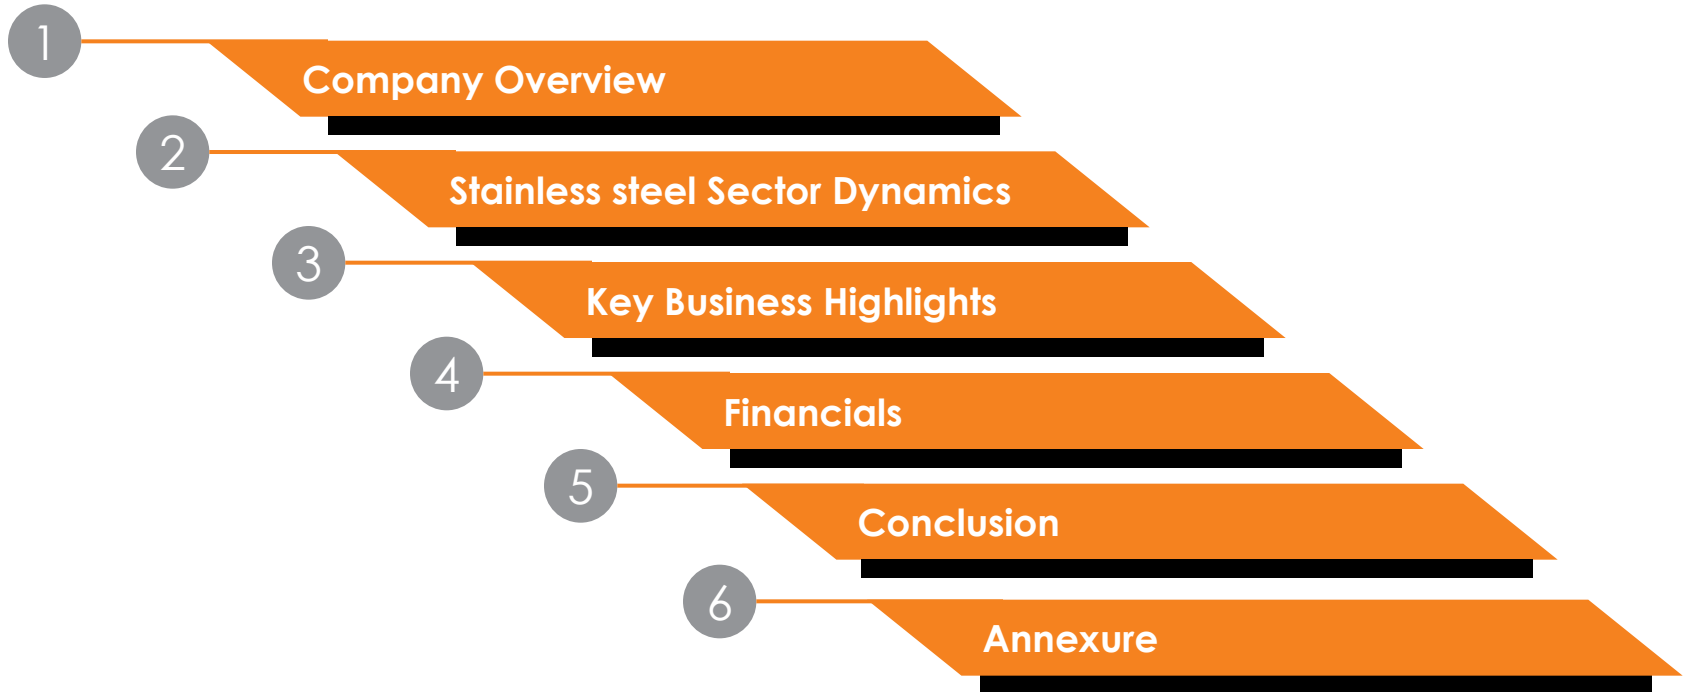 1
Company Overview
2
Stainless steel Sector Dynamics
3
Key Business Highlights
4
Financials
5
Conclusion
6
Annexure